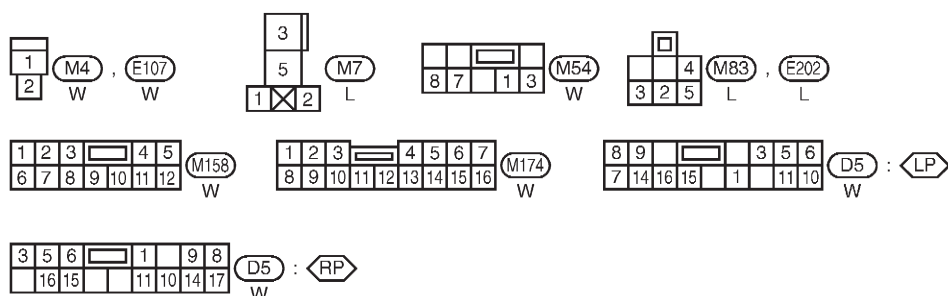 1
2
M4 , E107
W W
3
5
1 2
M7
L
8 7 1 3
M54
W
4
3 2 5
M83 , E202
L L
1 2 3 4 5
6 7 8 9 10 11 12
M158
W
1 2 3 4 5 6 7
8 9 10 11 12 13 14 15 16
M174
W
8 9 3 5 6
7 14 16 15 1 11 10
D5 : LP
W
3 5 6 1 9 8
16 15 11 10 14 17
D5 : RP
W